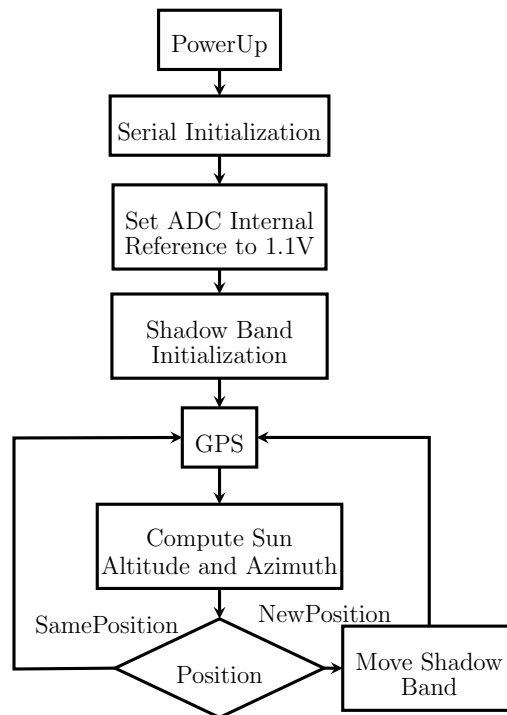 PowerUp
Serial Initialization
Set ADC Internal
Reference to 1.1V
Shadow Band
Initialization
GPS
Compute Sun
Altitude and Azimuth
NewPosition
SamePosition
Position
Move Shadow
Band